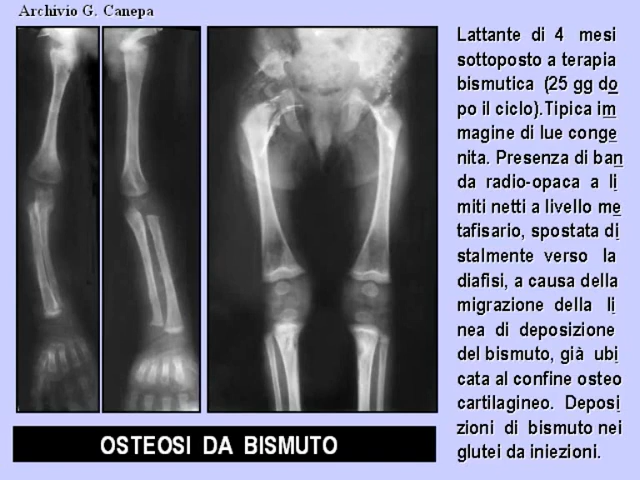 Archivio G. Canepa
Lattante di 4 mesi
sottoposto a terapia
bismutica (25 gg do
po il ciclo).Tipica im
magine di lue conge
nita. Presenza di ban
da radio-opaca a li
miti netti a livello me
tafisario, spostata di
stalmente verso la
diafisi, a causa della
migrazione della li
nea di deposizione
del bismuto, già ubi
cata al confine osteo
cartilagineo. Deposi
zioni di bismuto nei
glutei da iniezioni.
OSTEOSI DA BISMUTO